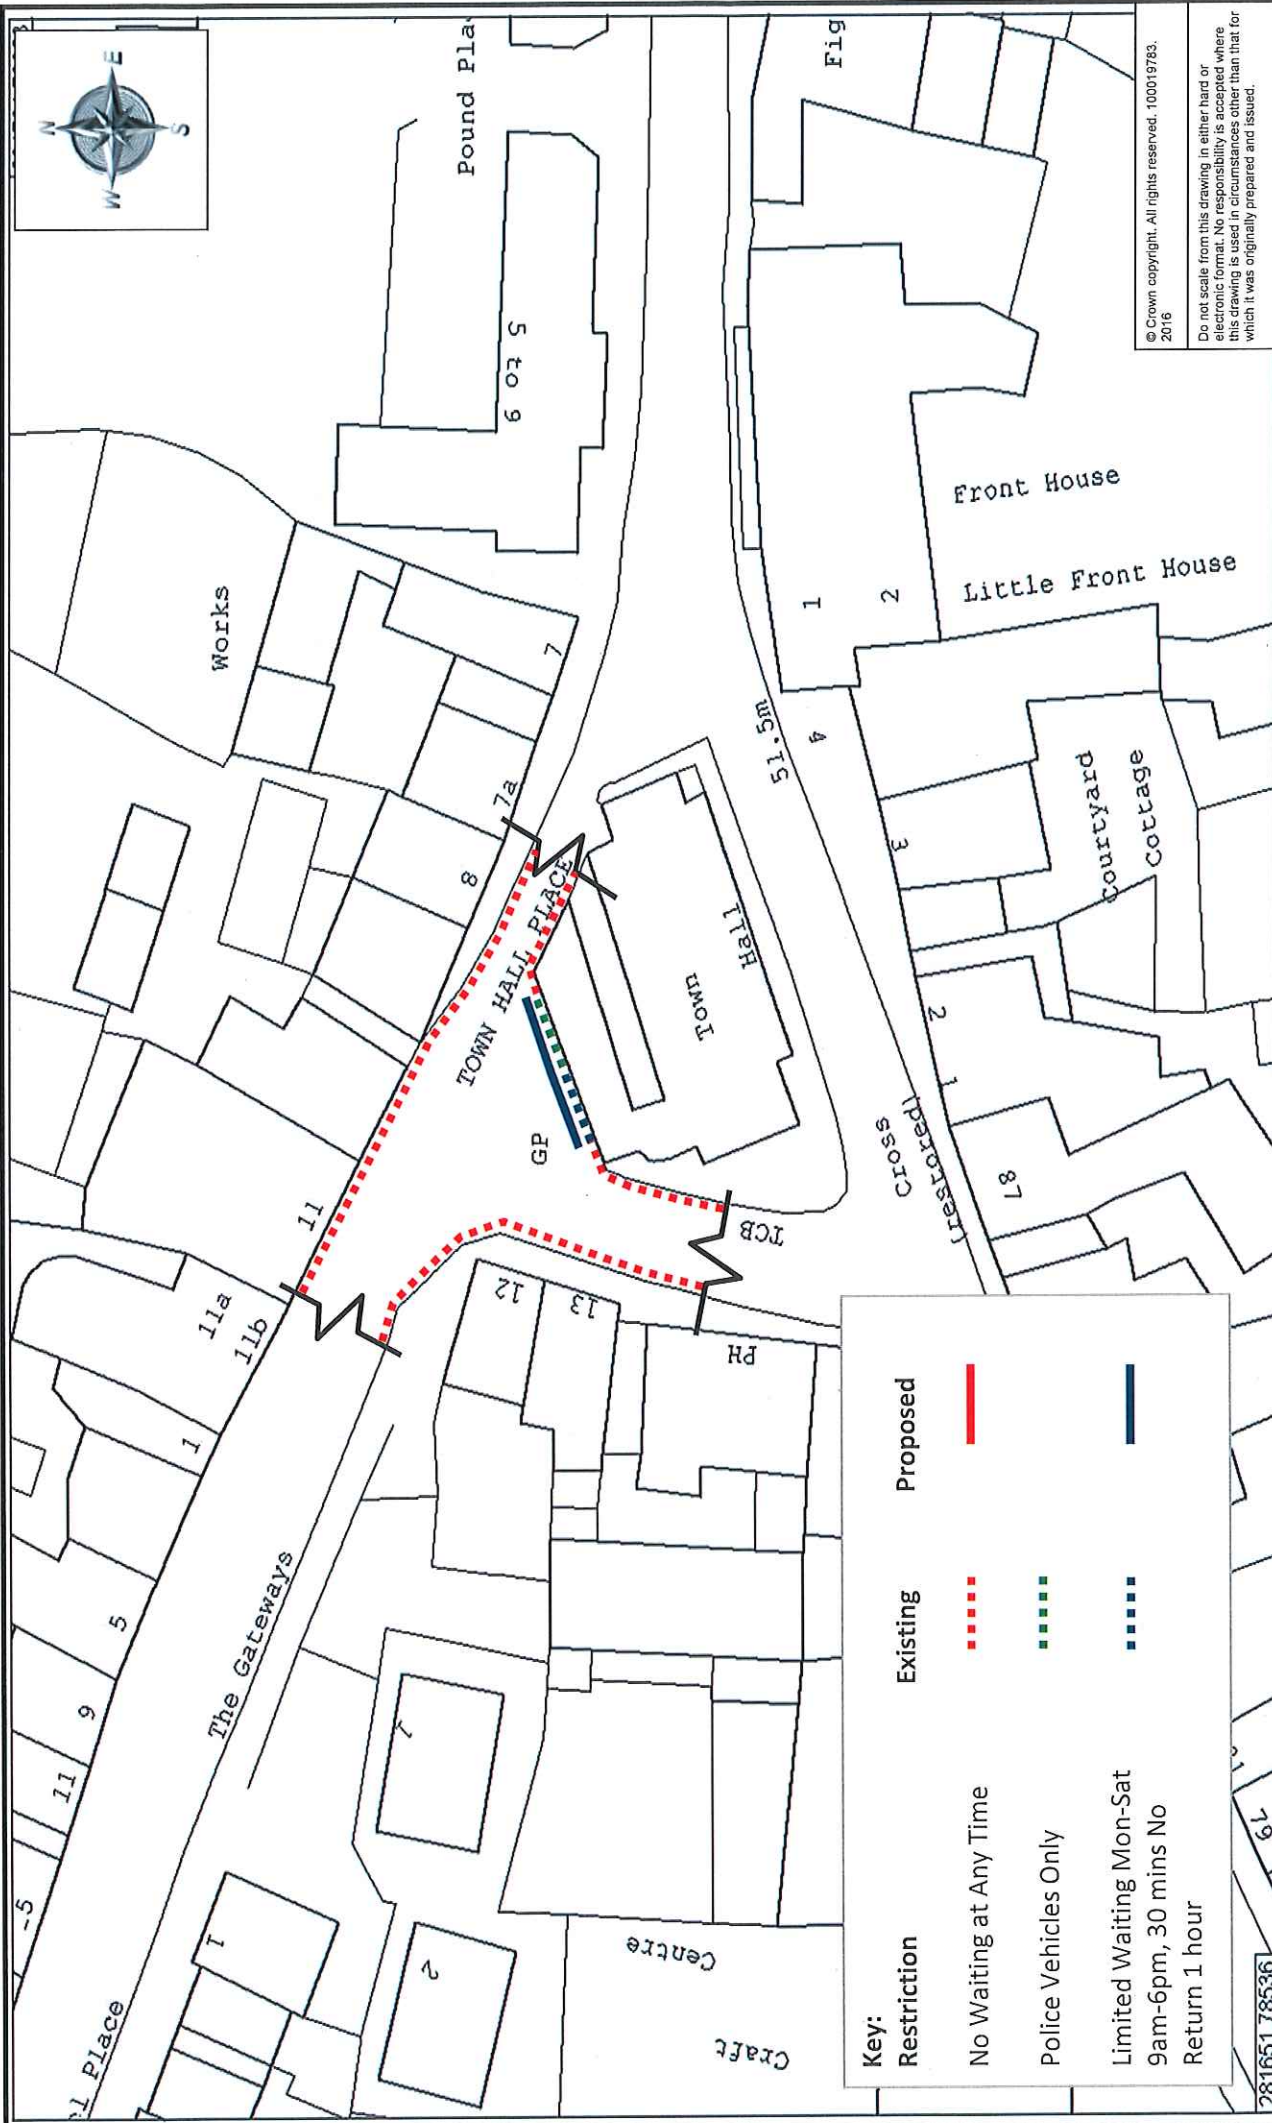 N
E
S
W
Pound Pla
Fig
5 to 9
Works
7
7a
8
11
11a
11b
1
5
9
11
-5
The Gateways
el Place
TOWN HALL PLACE
GP
Town
Hall
51.5m
Cross
(restored)
TCB
12
13
PH
1
2
4
3
2
1
87
Front House
Little Front House
Courtyard
Cottage
1
1
2
Craft
Centre
79
281651,78536
Key:
Restriction Existing Proposed
No Waiting at Any Time
Police Vehicles Only
Limited Waiting Mon-Sat
9am-6pm, 30 mins No
Return 1 hour
© Crown copyright. All rights reserved. 100019783.
2016
Do not scale from this drawing in either hard or
electronic format. No responsibility is accepted where
this drawing is used in circumstances other than that for
which it was originally prepared and issued.